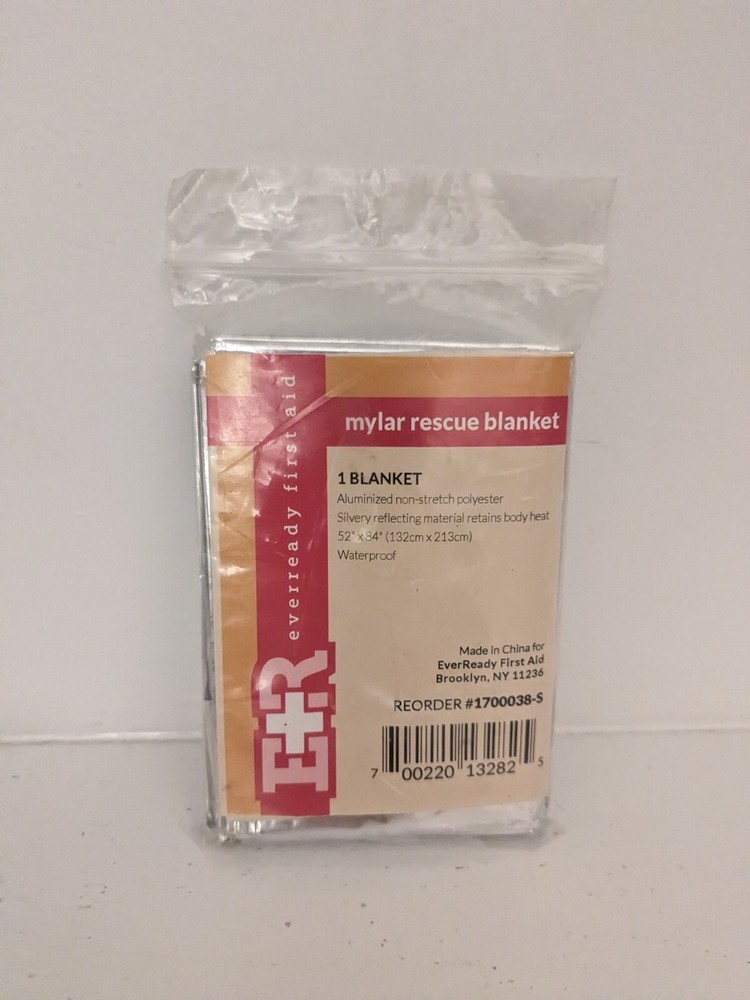 mylar rescue blanket
everready first aid
E+R
1 BLANKET
Aluminized non-stretch polyester
Silvery reflecting material retains body heat
52" x 84" (132cm x 213cm)
Waterproof
Made in China for
EverReady First Aid
Brooklyn, NY 11236
REORDER #1700038-S
7 00220 13282 5